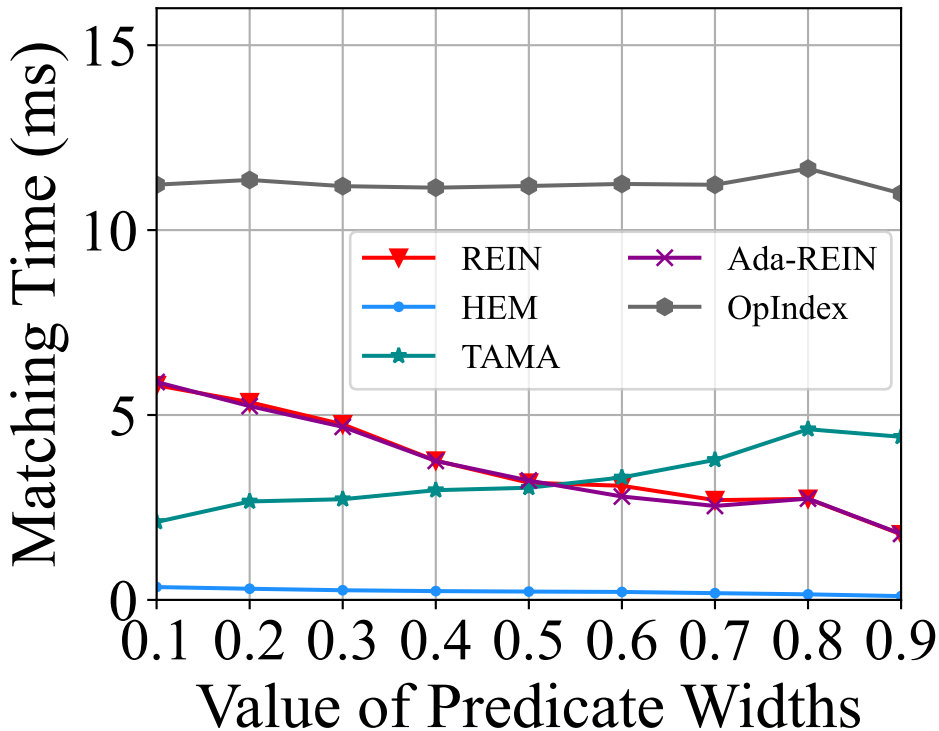 Matching Time (ms)
15
10
5
0
REIN
HEM
TAMA
Ada-REIN
OpIndex
0.1 0.2 0.3 0.4 0.5 0.6 0.7 0.8 0.9
Value of Predicate Widths